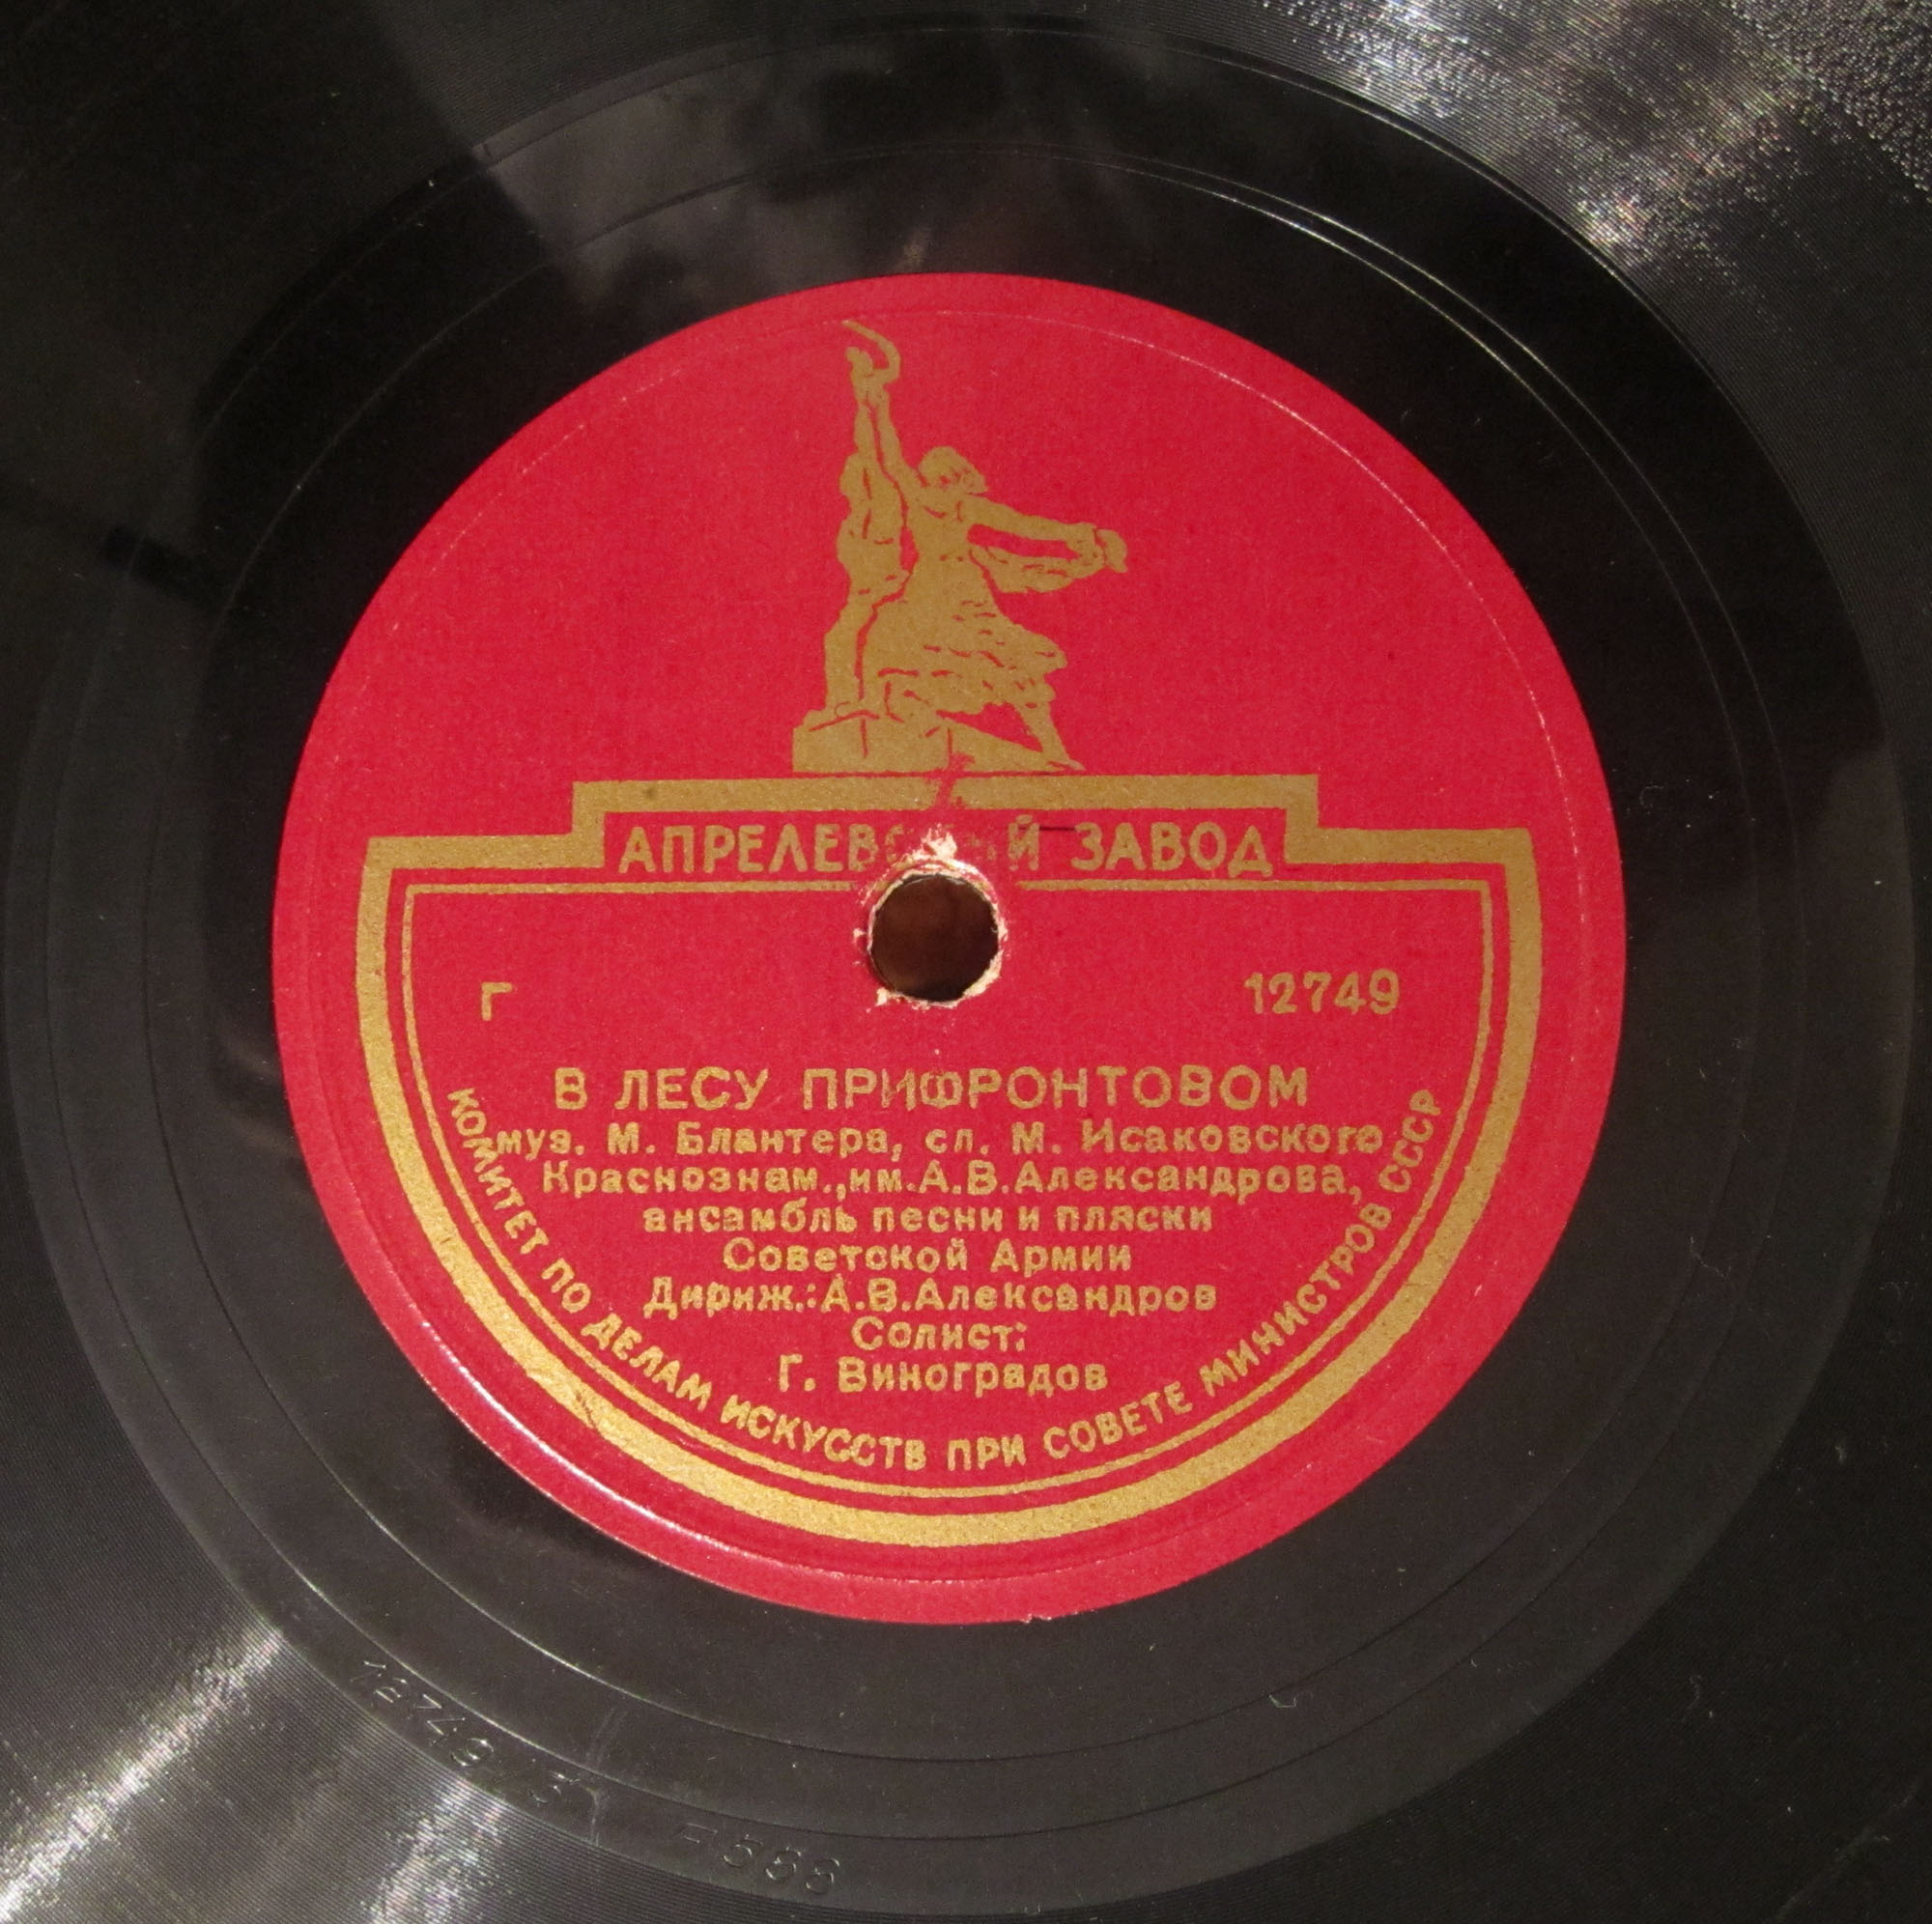 АПРЕЛЕВСКИЙ ЗАВОД
Г 12749
В ЛЕСУ ПРИФРОНТОВОМ
муз. М. Блантера, сл. М. Исаковского
Краснознам.,им.А.В.Александрова,
ансамбль песни и пляски
Советской Армии
Дириж.:А.В.Александров
Солист:
Г. Виноградов
КОМИТЕТ ПО ДЕЛАМ ИСКУССТВ ПРИ СОВЕТЕ МИНИСТРОВ СССР
12749